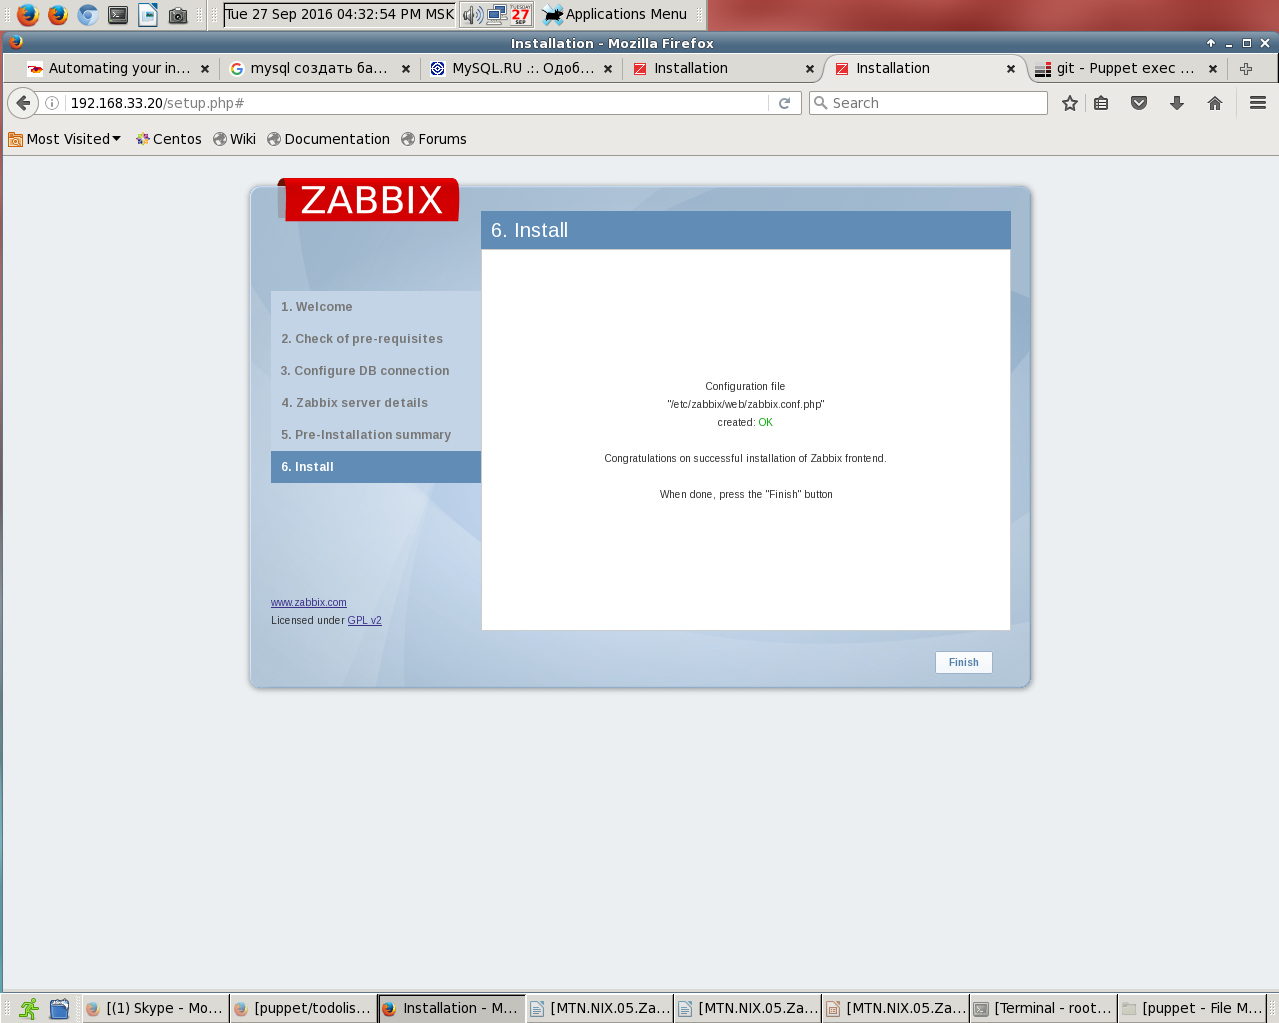 Tue 27 Sep 2016 04:32:54 PM MSK
TUESDAY
27
SEP
Applications Menu
Installation - Mozilla Firefox
Automating your in...
mysql создать ба...
MySQL.RU .:. Одоб...
Installation
Installation
git - Puppet exec ...
192.168.33.20/setup.php#
Search
Most Visited
Centos
Wiki
Documentation
Forums
ZABBIX
6. Install
1. Welcome
2. Check of pre-requisites
3. Configure DB connection
4. Zabbix server details
5. Pre-Installation summary
6. Install
Configuration file
"/etc/zabbix/web/zabbix.conf.php"
created: OK
Congratulations on successful installation of Zabbix frontend.
When done, press the "Finish" button
www.zabbix.com
Licensed under GPL v2
Finish
[(1) Skype - Mo...
[puppet/todolis...
Installation - M...
[MTN.NIX.05.Za...
[MTN.NIX.05.Za...
[MTN.NIX.05.Za...
[Terminal - root...
[puppet - File M...